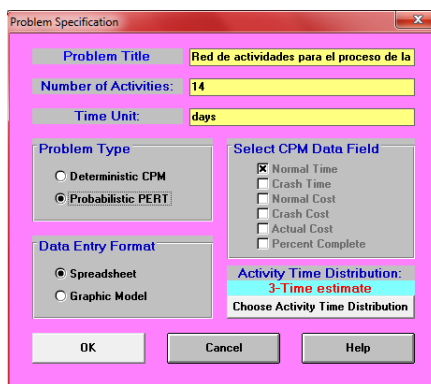 Problem Specification
Problem Title
Red de actividades para el proceso de la
Number of Activities:
14
Time Unit:
days
Problem Type
Deterministic CPM
Probabilistic PERT
Select CPM Data Field
Normal Time
Crash Time
Normal Cost
Crash Cost
Actual Cost
Percent Complete
Data Entry Format
Spreadsheet
Graphic Model
Activity Time Distribution:
3-Time estimate
Choose Activity Time Distribution
OK
Cancel
Help